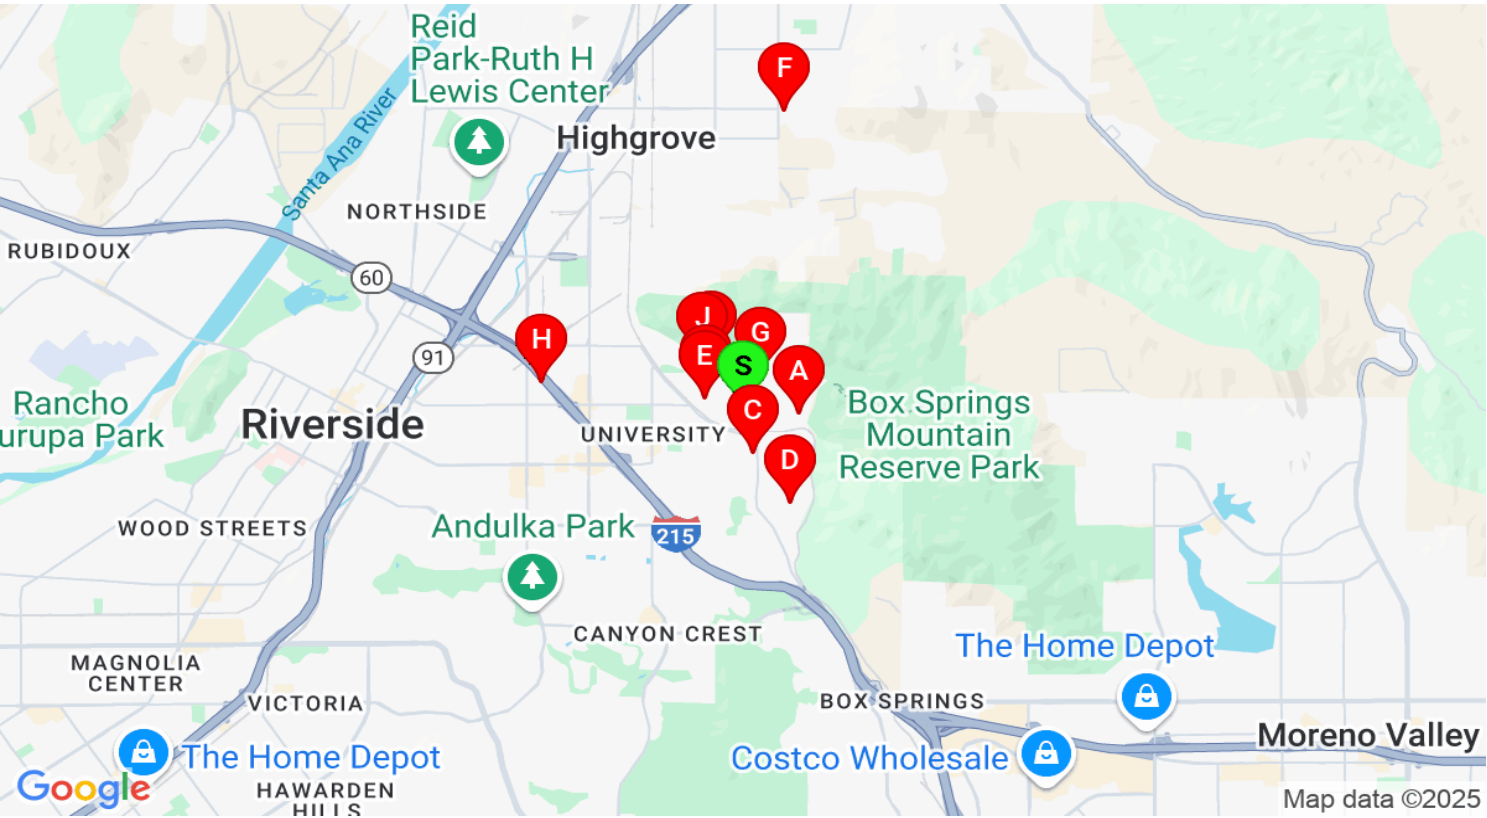 Reid
Park-Ruth H
Lewis Center
F
Highgrove
Santa Ana River
NORTHSIDE
RUBIDOUX
60
J
G
H
E
S
A
91
Rancho
urupa Park
Riverside
C
Box Springs
Mountain
Reserve Park
UNIVERSITY
D
WOOD STREETS
Andulka Park
215
CANYON CREST
The Home Depot
MAGNOLIA
CENTER
VICTORIA
BOX SPRINGS
Moreno Valley
The Home Depot
Costco Wholesale
Google
HAWARDEN
HILLS
Map data ©2025